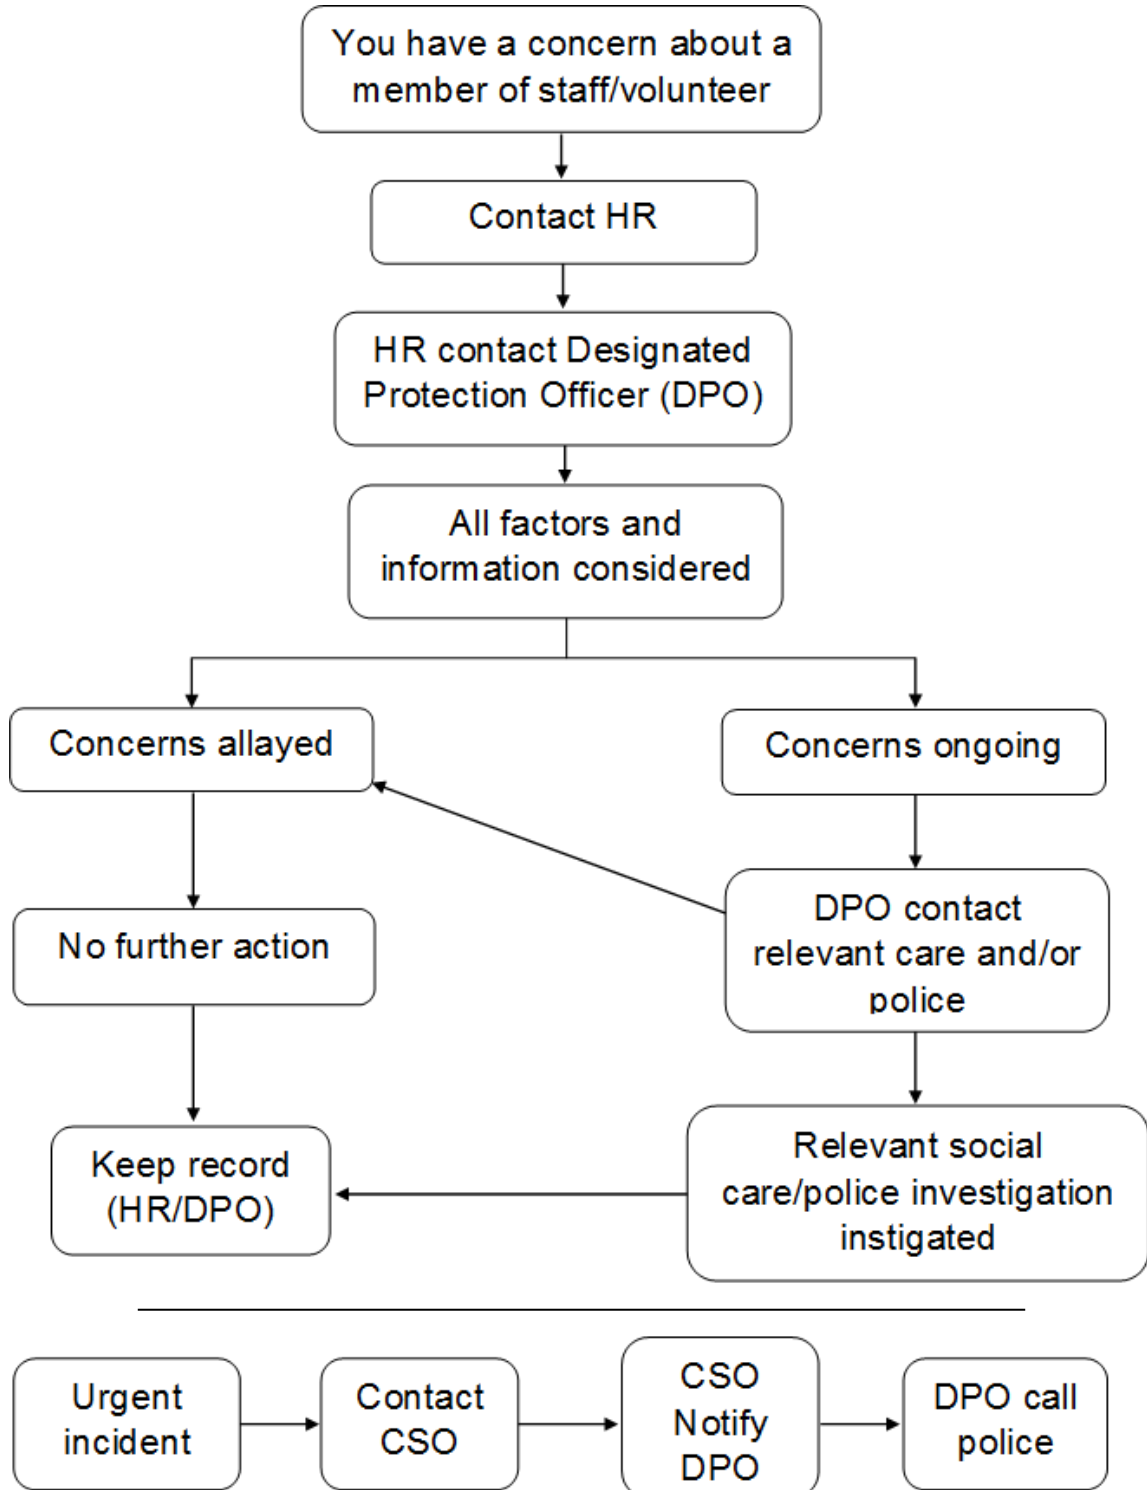 You have a concern about a
member of staff/volunteer
Contact HR
HR contact Designated
Protection Officer (DPO)
All factors and
information considered
Concerns allayed
Concerns ongoing
No further action
DPO contact
relevant care and/or
police
Keep record
(HR/DPO)
Relevant social
care/police investigation
instigated
Urgent
incident
Contact
CSO
CSO
Notify
DPO
DPO call
police